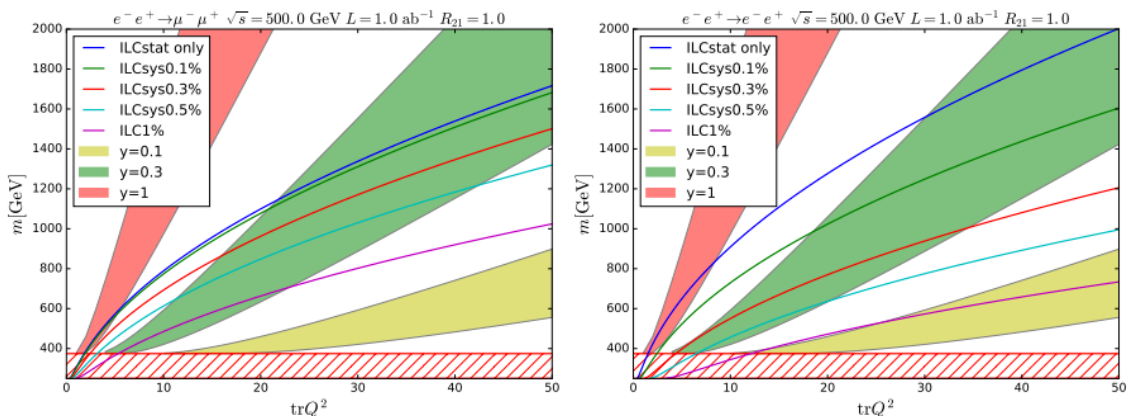 e⁻e⁺→μ⁻μ⁺ √s=500.0 GeV L=1.0 ab⁻¹ R₂₁=1.0
2000
1800
1600
1400
1200
1000
800
600
400
m[GeV]
ILCstat only
ILCsys0.1%
ILCsys0.3%
ILCsys0.5%
ILC1%
y=0.1
y=0.3
y=1
0 10 20 30 40 50
trQ²
e⁻e⁺→e⁻e⁺ √s=500.0 GeV L=1.0 ab⁻¹ R₂₁=1.0
2000
1800
1600
1400
1200
1000
800
600
400
m[GeV]
ILCstat only
ILCsys0.1%
ILCsys0.3%
ILCsys0.5%
ILC1%
y=0.1
y=0.3
y=1
0 10 20 30 40 50
trQ²